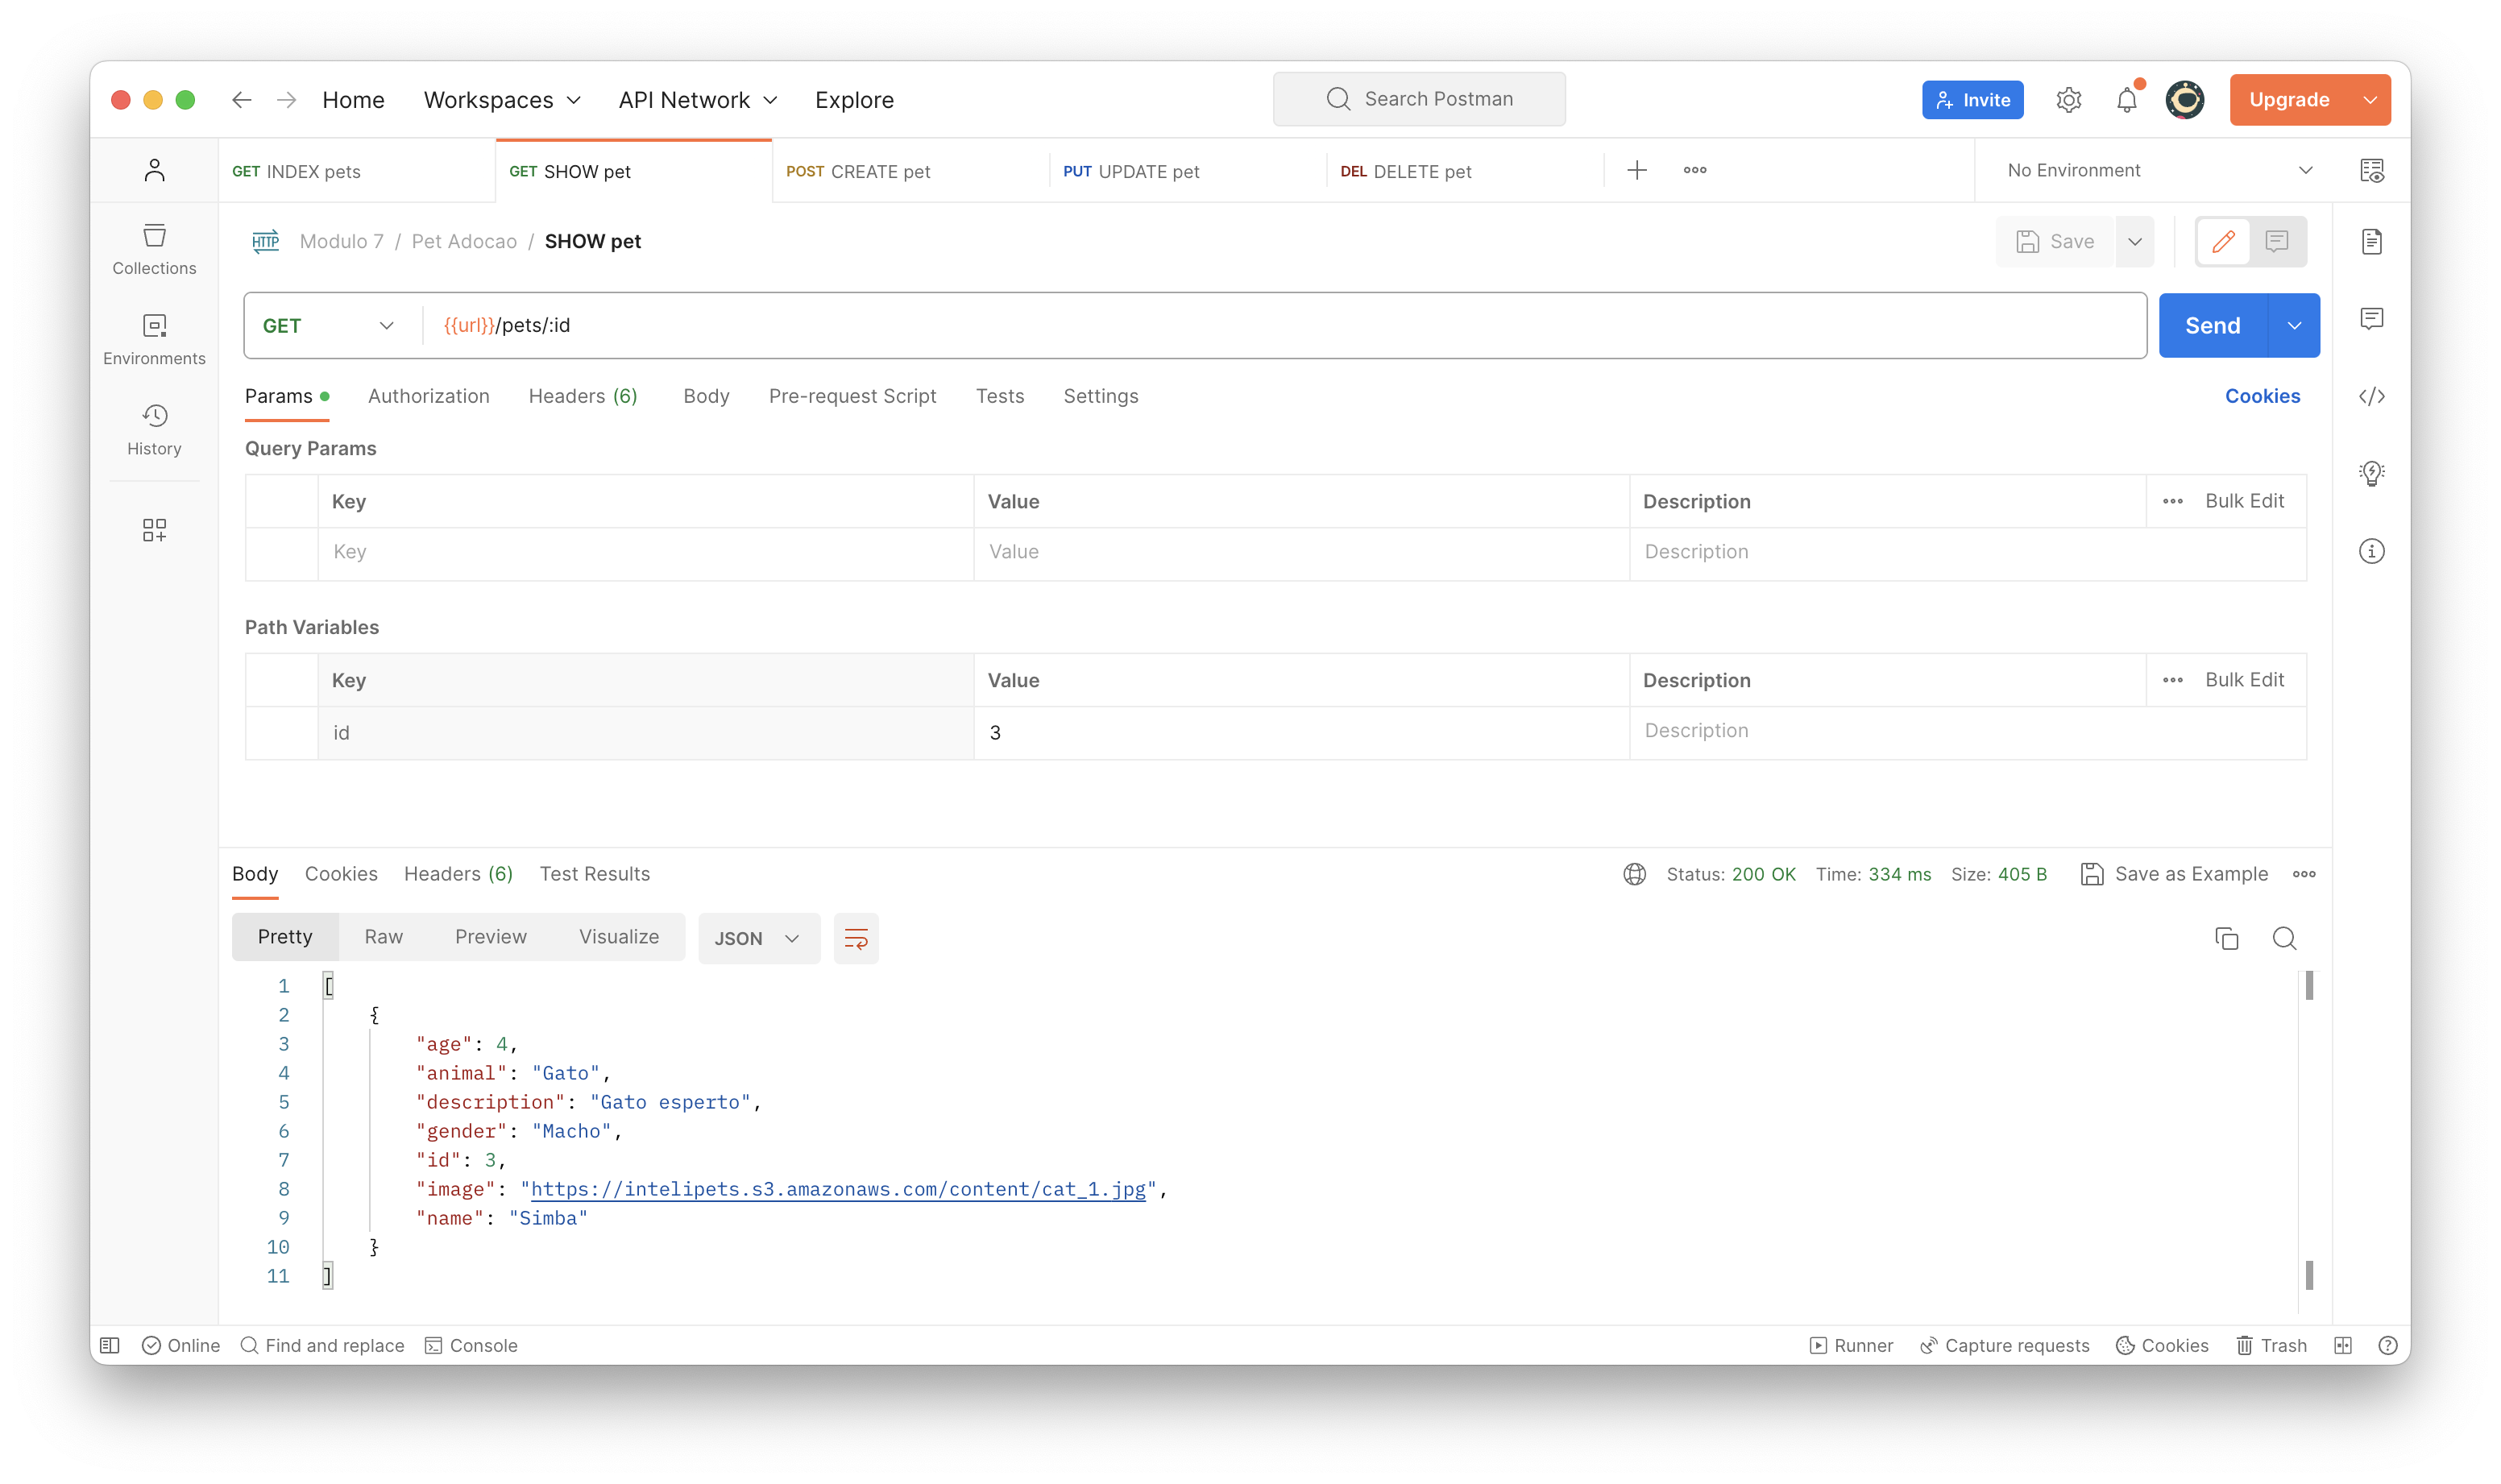 Home Workspaces API Network Explore Search Postman Invite Upgrade
GET INDEX pets GET SHOW pet POST CREATE pet PUT UPDATE pet DEL DELETE pet No Environment
Collections
Environments
History
HTTP Modulo 7 / Pet Adocao / SHOW pet Save
GET {{url}}/pets/:id Send
Params Authorization Headers (6) Body Pre-request Script Tests Settings Cookies
Query Params
Key Value Description Bulk Edit
Key Value Description
Path Variables
Key Value Description Bulk Edit
id 3 Description
Body Cookies Headers (6) Test Results Status: 200 OK Time: 334 ms Size: 405 B Save as Example
Pretty Raw Preview Visualize JSON
1 [
2 {
3 "age": 4,
4 "animal": "Gato",
5 "description": "Gato esperto",
6 "gender": "Macho",
7 "id": 3,
8 "image": "https://intelipets.s3.amazonaws.com/content/cat_1.jpg",
9 "name": "Simba"
10 }
11 ]
Online Find and replace Console Runner Capture requests Cookies Trash